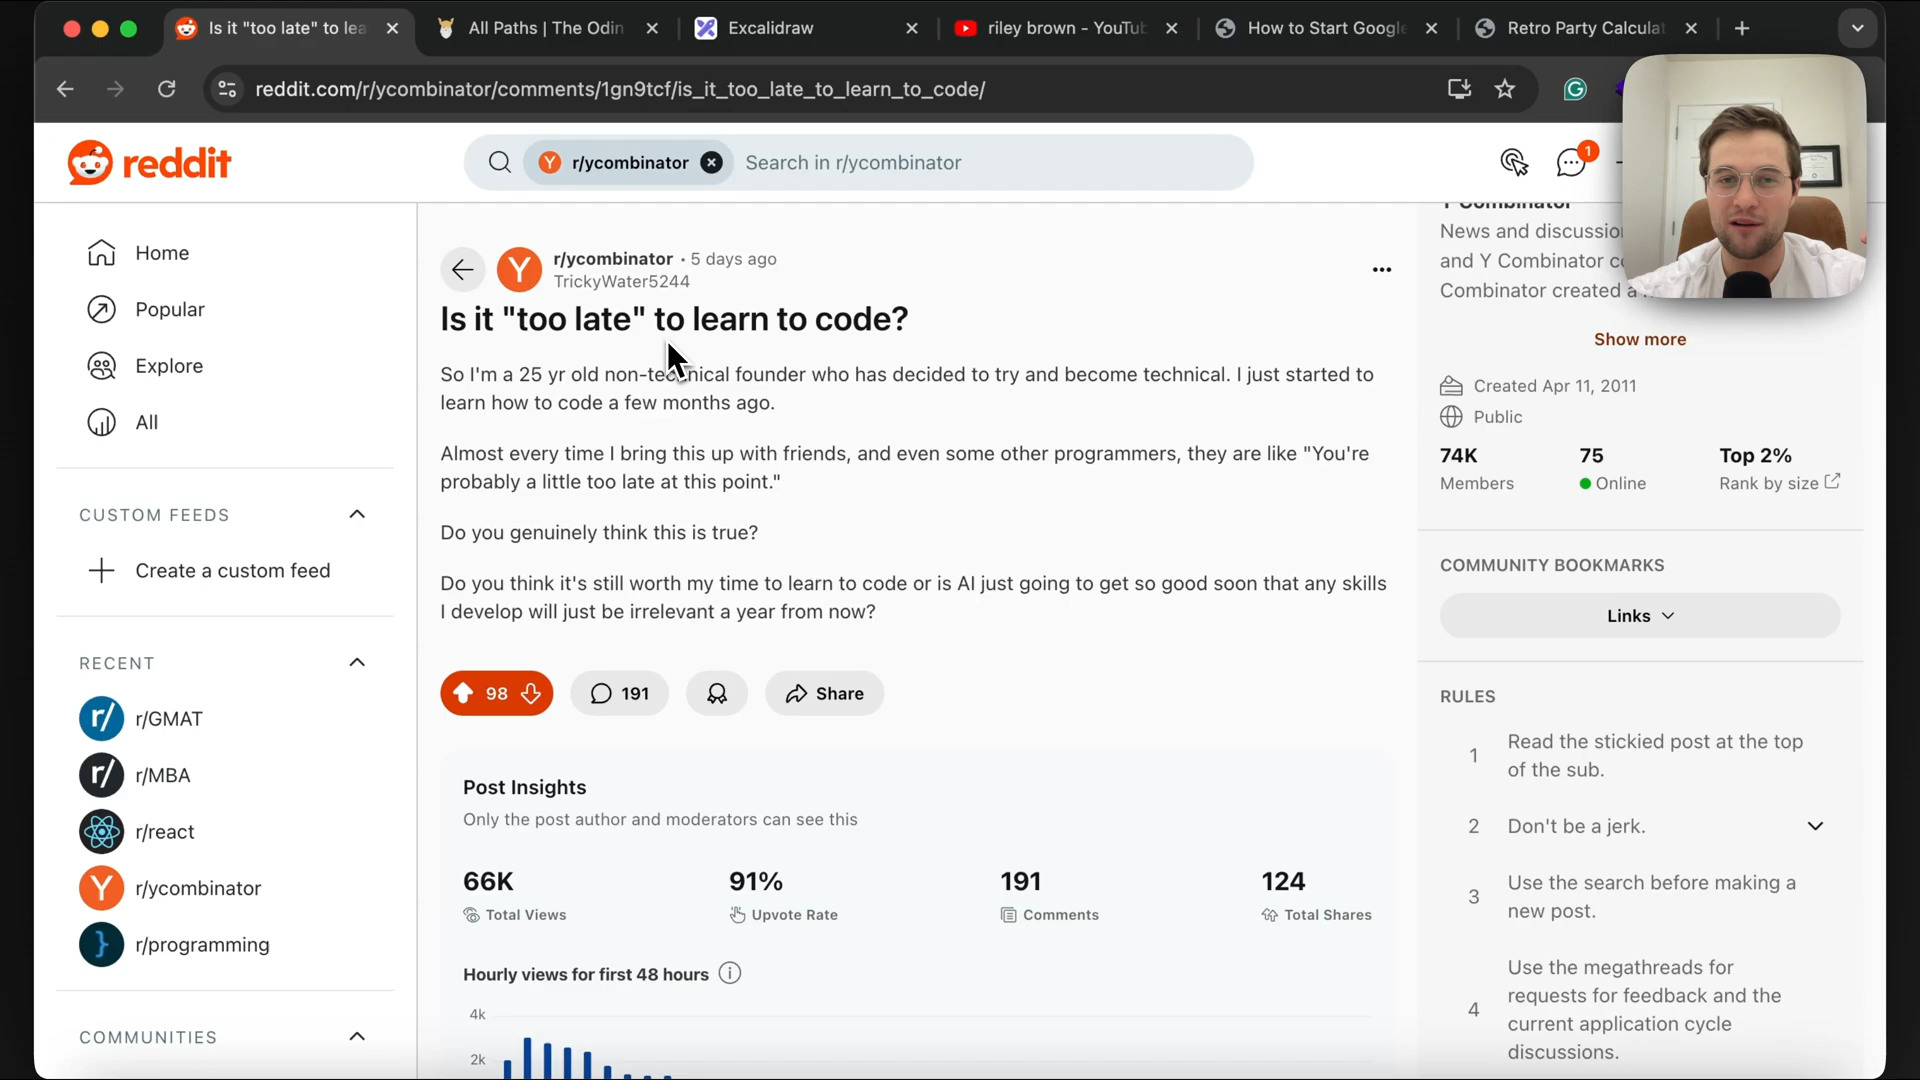 Is it "too late" to lea
All Paths | The Odin
Excalidraw
riley brown - YouTub
How to Start Google
Retro Party Calculat
reddit.com/r/ycombinator/comments/1gn9tcf/is_it_too_late_to_learn_to_code/
reddit
r/ycombinator
Search in r/ycombinator
1
Home
Popular
Explore
All
CUSTOM FEEDS
Create a custom feed
RECENT
r/GMAT
r/MBA
r/react
r/ycombinator
r/programming
COMMUNITIES
r/ycombinator • 5 days ago
TrickyWater5244
Is it "too late" to learn to code?
So I'm a 25 yr old non-technical founder who has decided to try and become technical. I just started to
learn how to code a few months ago.
Almost every time I bring this up with friends, and even some other programmers, they are like "You're
probably a little too late at this point."
Do you genuinely think this is true?
Do you think it's still worth my time to learn to code or is AI just going to get so good soon that any skills
I develop will just be irrelevant a year from now?
98
191
Share
Post Insights
Only the post author and moderators can see this
66K
91%
191
124
Total Views
Upvote Rate
Comments
Total Shares
Hourly views for first 48 hours
4k
2k
Y Combinator
News and discussio
and Y Combinator c
Combinator created a
Show more
Created Apr 11, 2011
Public
74K
75
Top 2%
Members
Online
Rank by size
COMMUNITY BOOKMARKS
Links
RULES
1
Read the stickied post at the top
of the sub.
2
Don't be a jerk.
3
Use the search before making a
new post.
4
Use the megathreads for
requests for feedback and the
current application cycle
discussions.